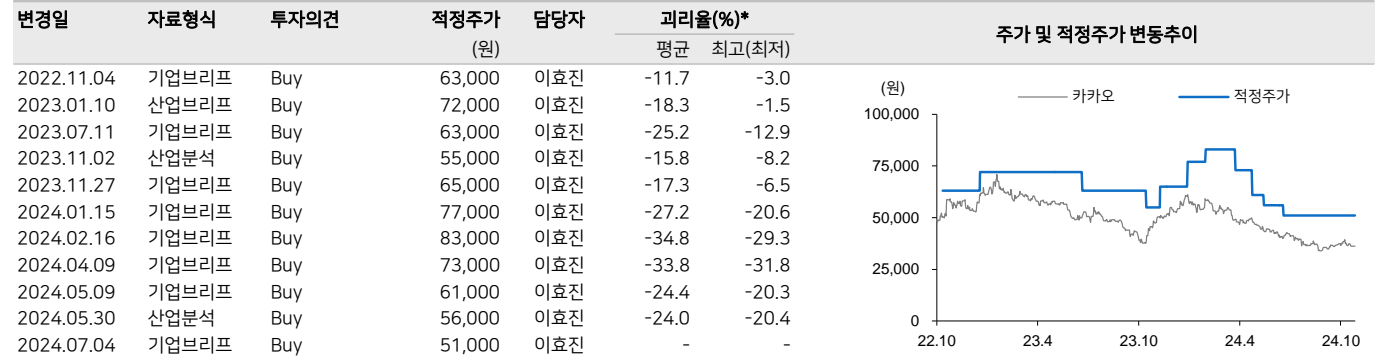 변경일 자료형식 투자의견 적정주가 담당자 괴리율(%)* 주가 및 적정주가 변동추이
(원) 평균 최고(최저)
2022.11.04 기업브리프 Buy 63,000 이효진 -11.7 -3.0
2023.01.10 산업브리프 Buy 72,000 이효진 -18.3 -1.5
2023.07.11 기업브리프 Buy 63,000 이효진 -25.2 -12.9
2023.11.02 산업분석 Buy 55,000 이효진 -15.8 -8.2
2023.11.27 기업브리프 Buy 65,000 이효진 -17.3 -6.5
2024.01.15 기업브리프 Buy 77,000 이효진 -27.2 -20.6
2024.02.16 기업브리프 Buy 83,000 이효진 -34.8 -29.3
2024.04.09 기업브리프 Buy 73,000 이효진 -33.8 -31.8
2024.05.09 기업브리프 Buy 61,000 이효진 -24.4 -20.3
2024.05.30 산업분석 Buy 56,000 이효진 -24.0 -20.4
2024.07.04 기업브리프 Buy 51,000 이효진 - -
(원) 카카오 적정주가
100,000
75,000
50,000
25,000
0
22.10 23.4 23.10 24.4 24.10